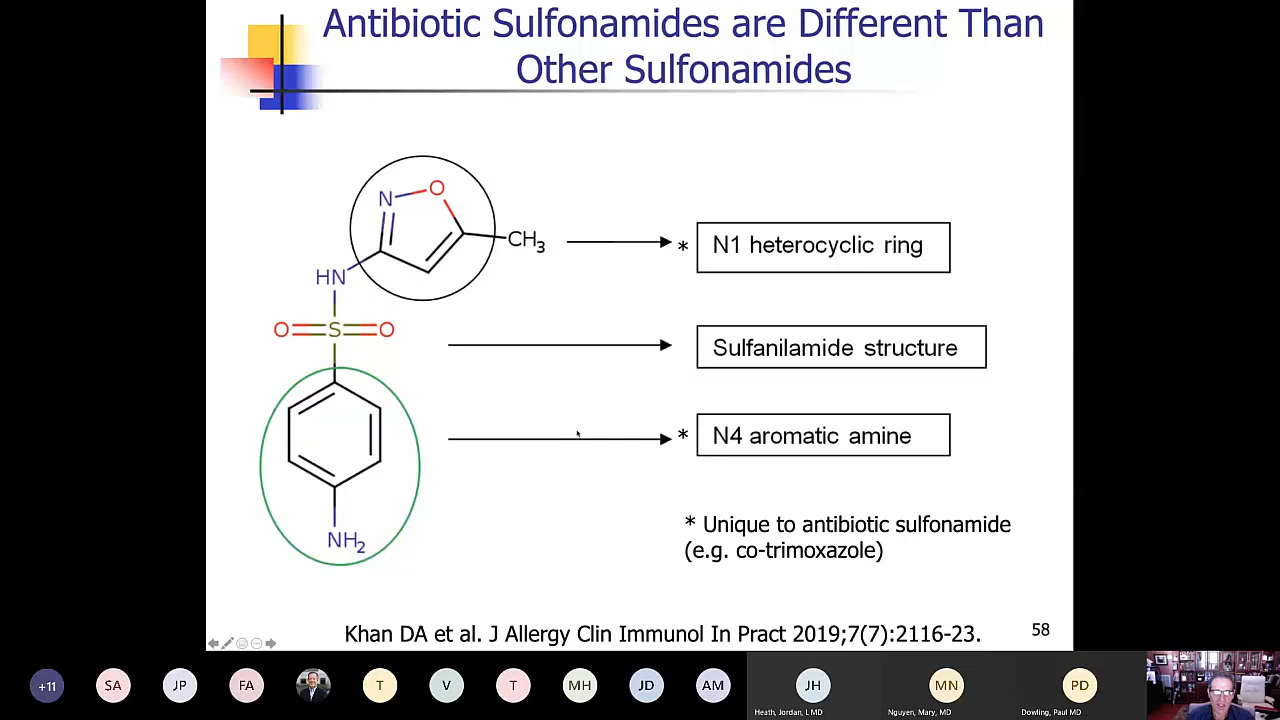 Antibiotic Sulfonamides are Different Than
Other Sulfonamides
N
O
CH3
HN
O
S
O
NH2
* N1 heterocyclic ring
Sulfanilamide structure
* N4 aromatic amine
* Unique to antibiotic sulfonamide
(e.g. co-trimoxazole)
Khan DA et al. J Allergy Clin Immunol In Pract 2019;7(7):2116-23.
58
+11
SA
JP
FA
T
V
T
MH
JD
AM
JH
Heath, Jordan, L MD
MN
Nguyen, Mary, MD
PD
Dowling, Paul MD